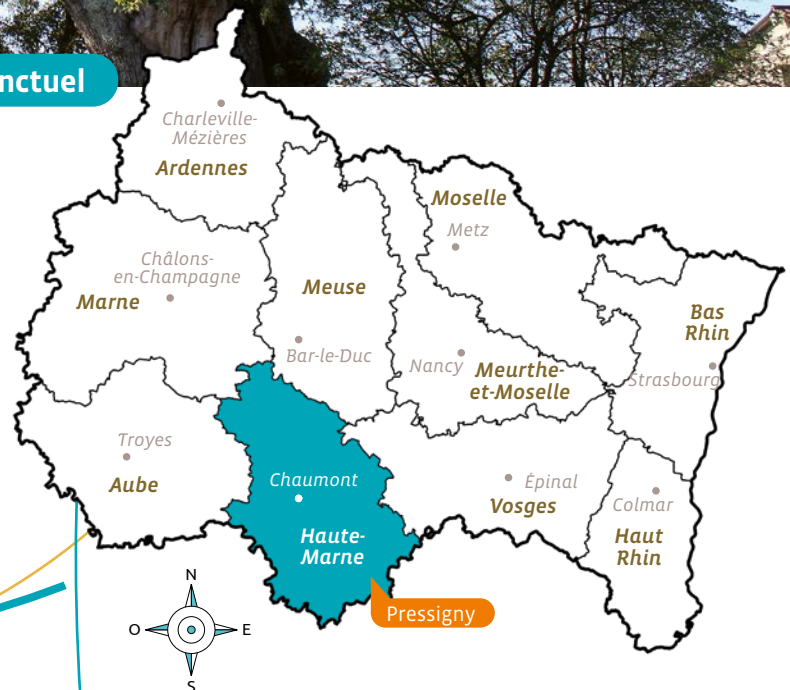 nctuel
Charleville-
Mézières
Ardennes
Moselle
Metz
Châlons-
en-Champagne
Marne
Meuse
Bas
Rhin
Bar-le-Duc
Nancy
Meurthe-
et-Moselle
Strasbourg
Troyes
Aube
Chaumont
Épinal
Vosges
Colmar
Haute-
Marne
Haut
Rhin
Pressigny
N
O
E
S